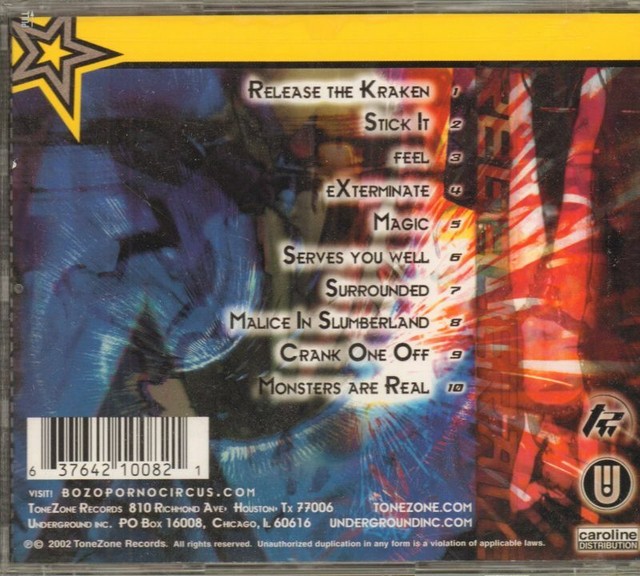 Release the Kraken 1
Stick It 2
feel 3
eXterminate 4
Magic 5
Serves you well 6
Surrounded 7
Malice In Slumberland 8
Crank One Off 9
Monsters are Real 10
6 37642 10082 1
visit! BOZOPORNOCIRCUS.COM
ToneZone Records 810 Richmond Ave. Houston, Tx 77006 TONEZONE.COM
Underground Inc. PO Box 16008, Chicago, IL 60616 UNDERGROUNDINC.COM
℗© 2002 ToneZone Records. All rights reserved. Unauthorized duplication in any form is a violation of applicable laws.
caroline
DISTRIBUTION